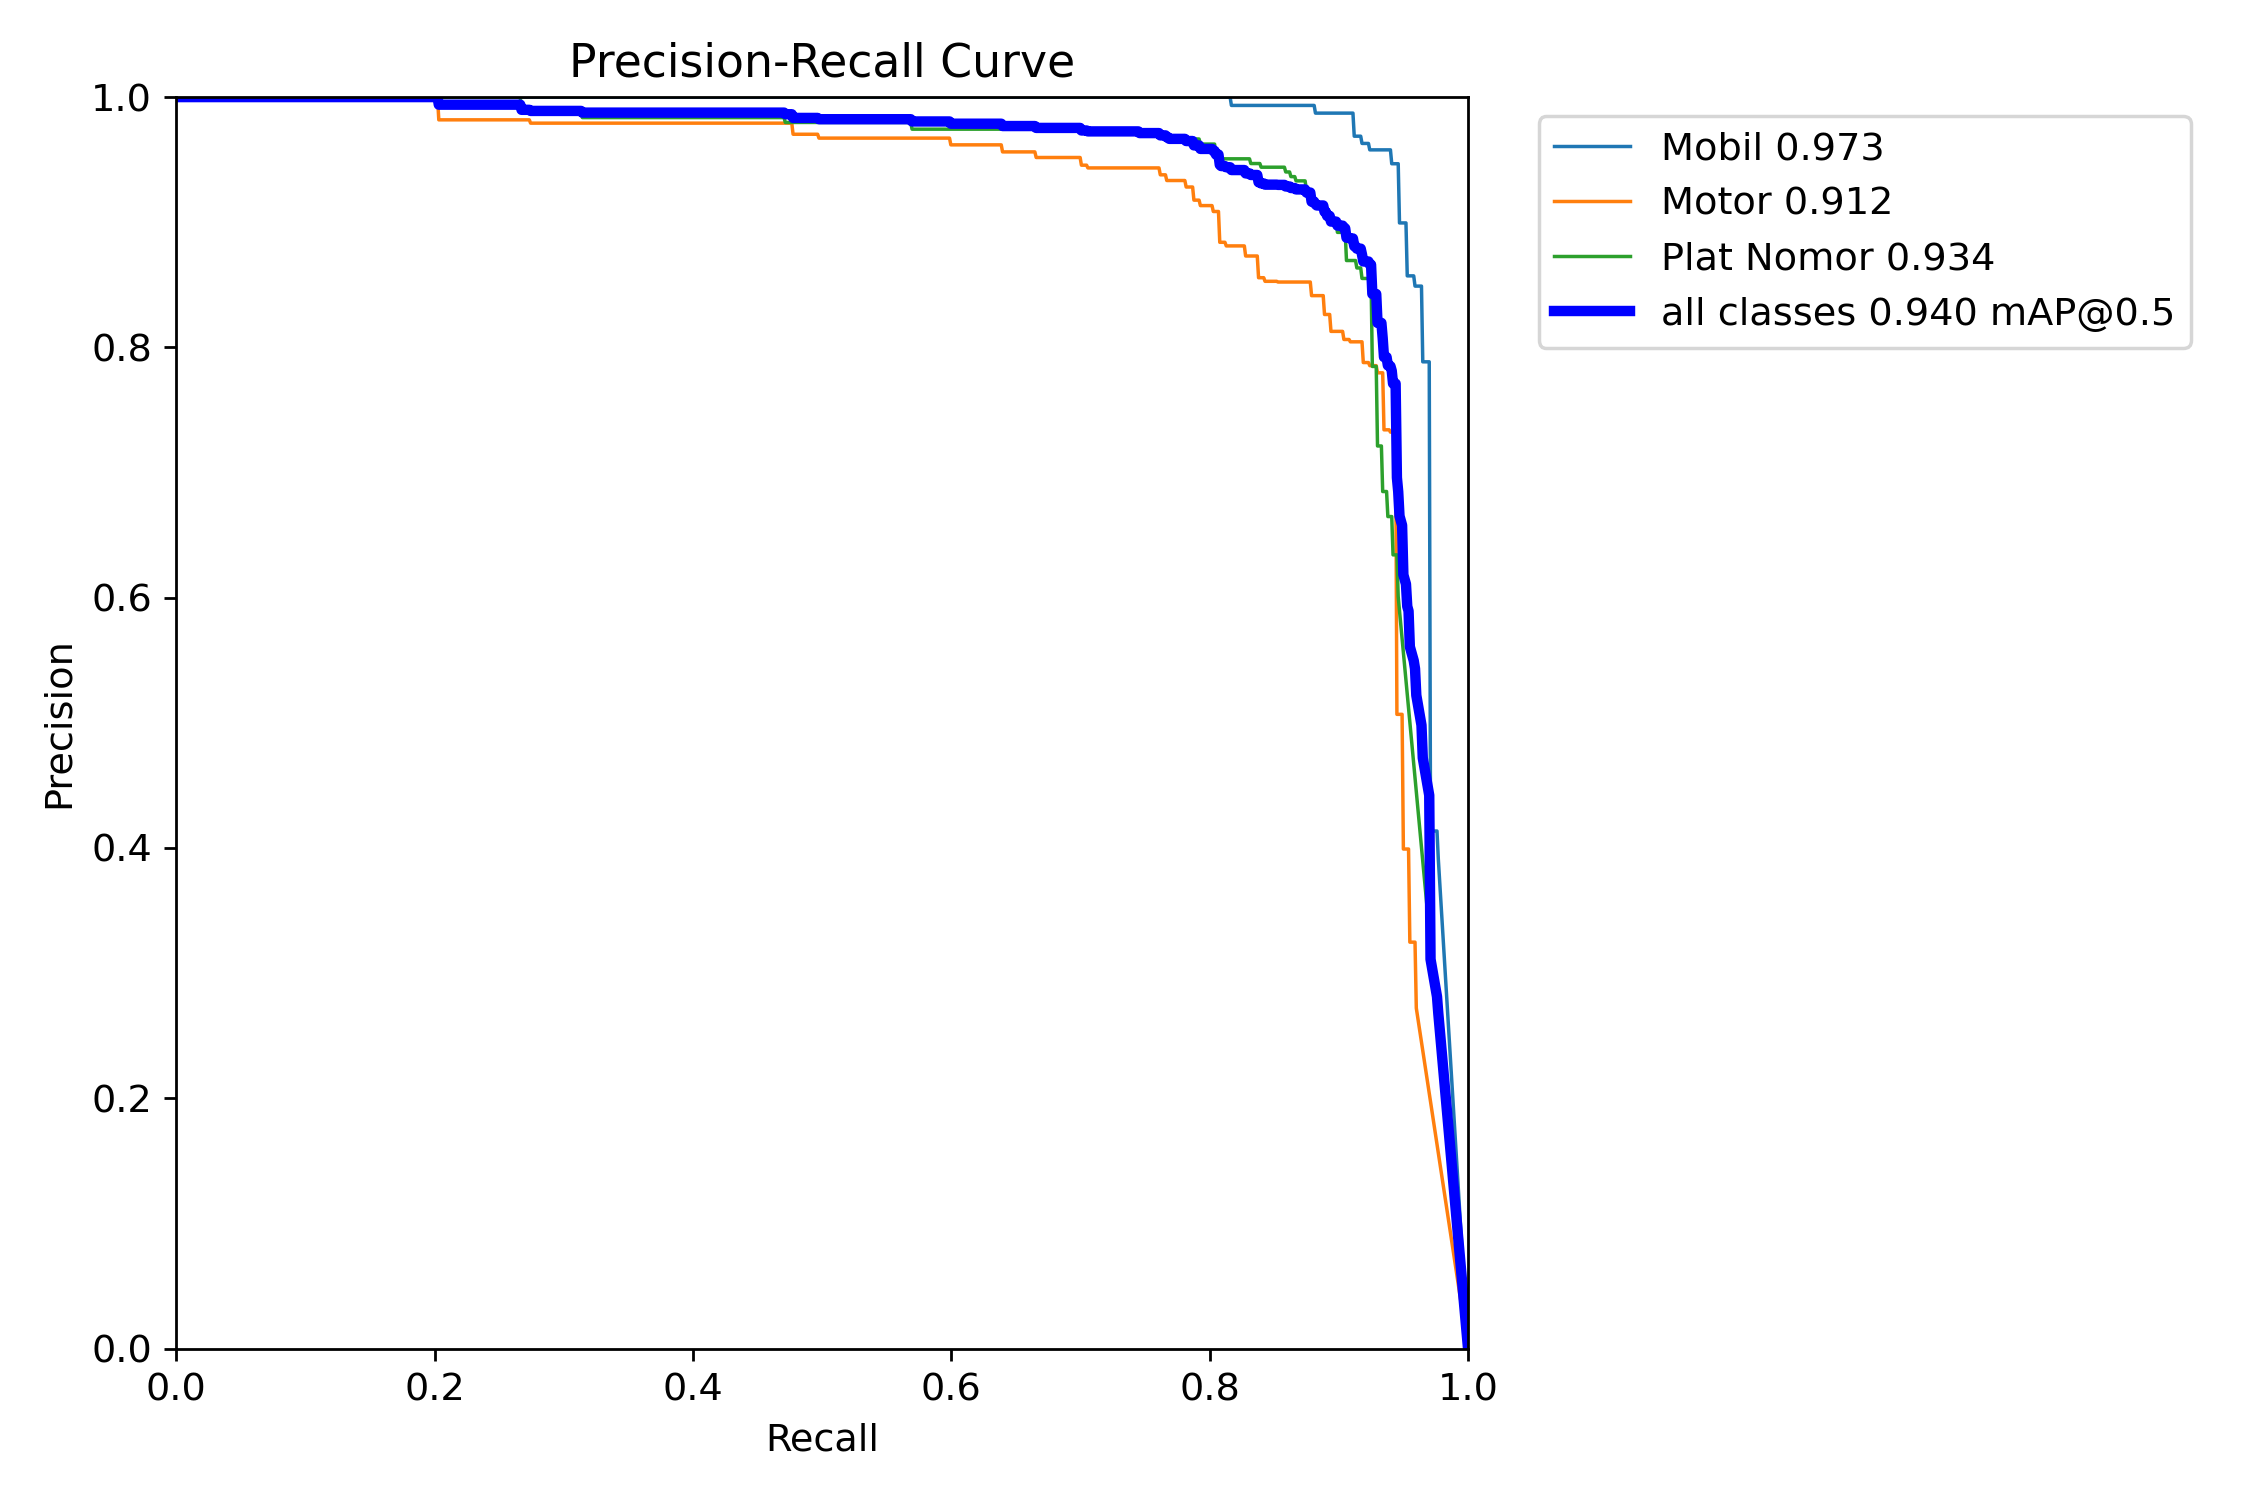 Precision-Recall Curve
1.0
0.8
0.6
0.4
0.2
0.0
Precision
0.0 0.2 0.4 0.6 0.8 1.0
Recall
Mobil 0.973
Motor 0.912
Plat Nomor 0.934
all classes 0.940 mAP@0.5